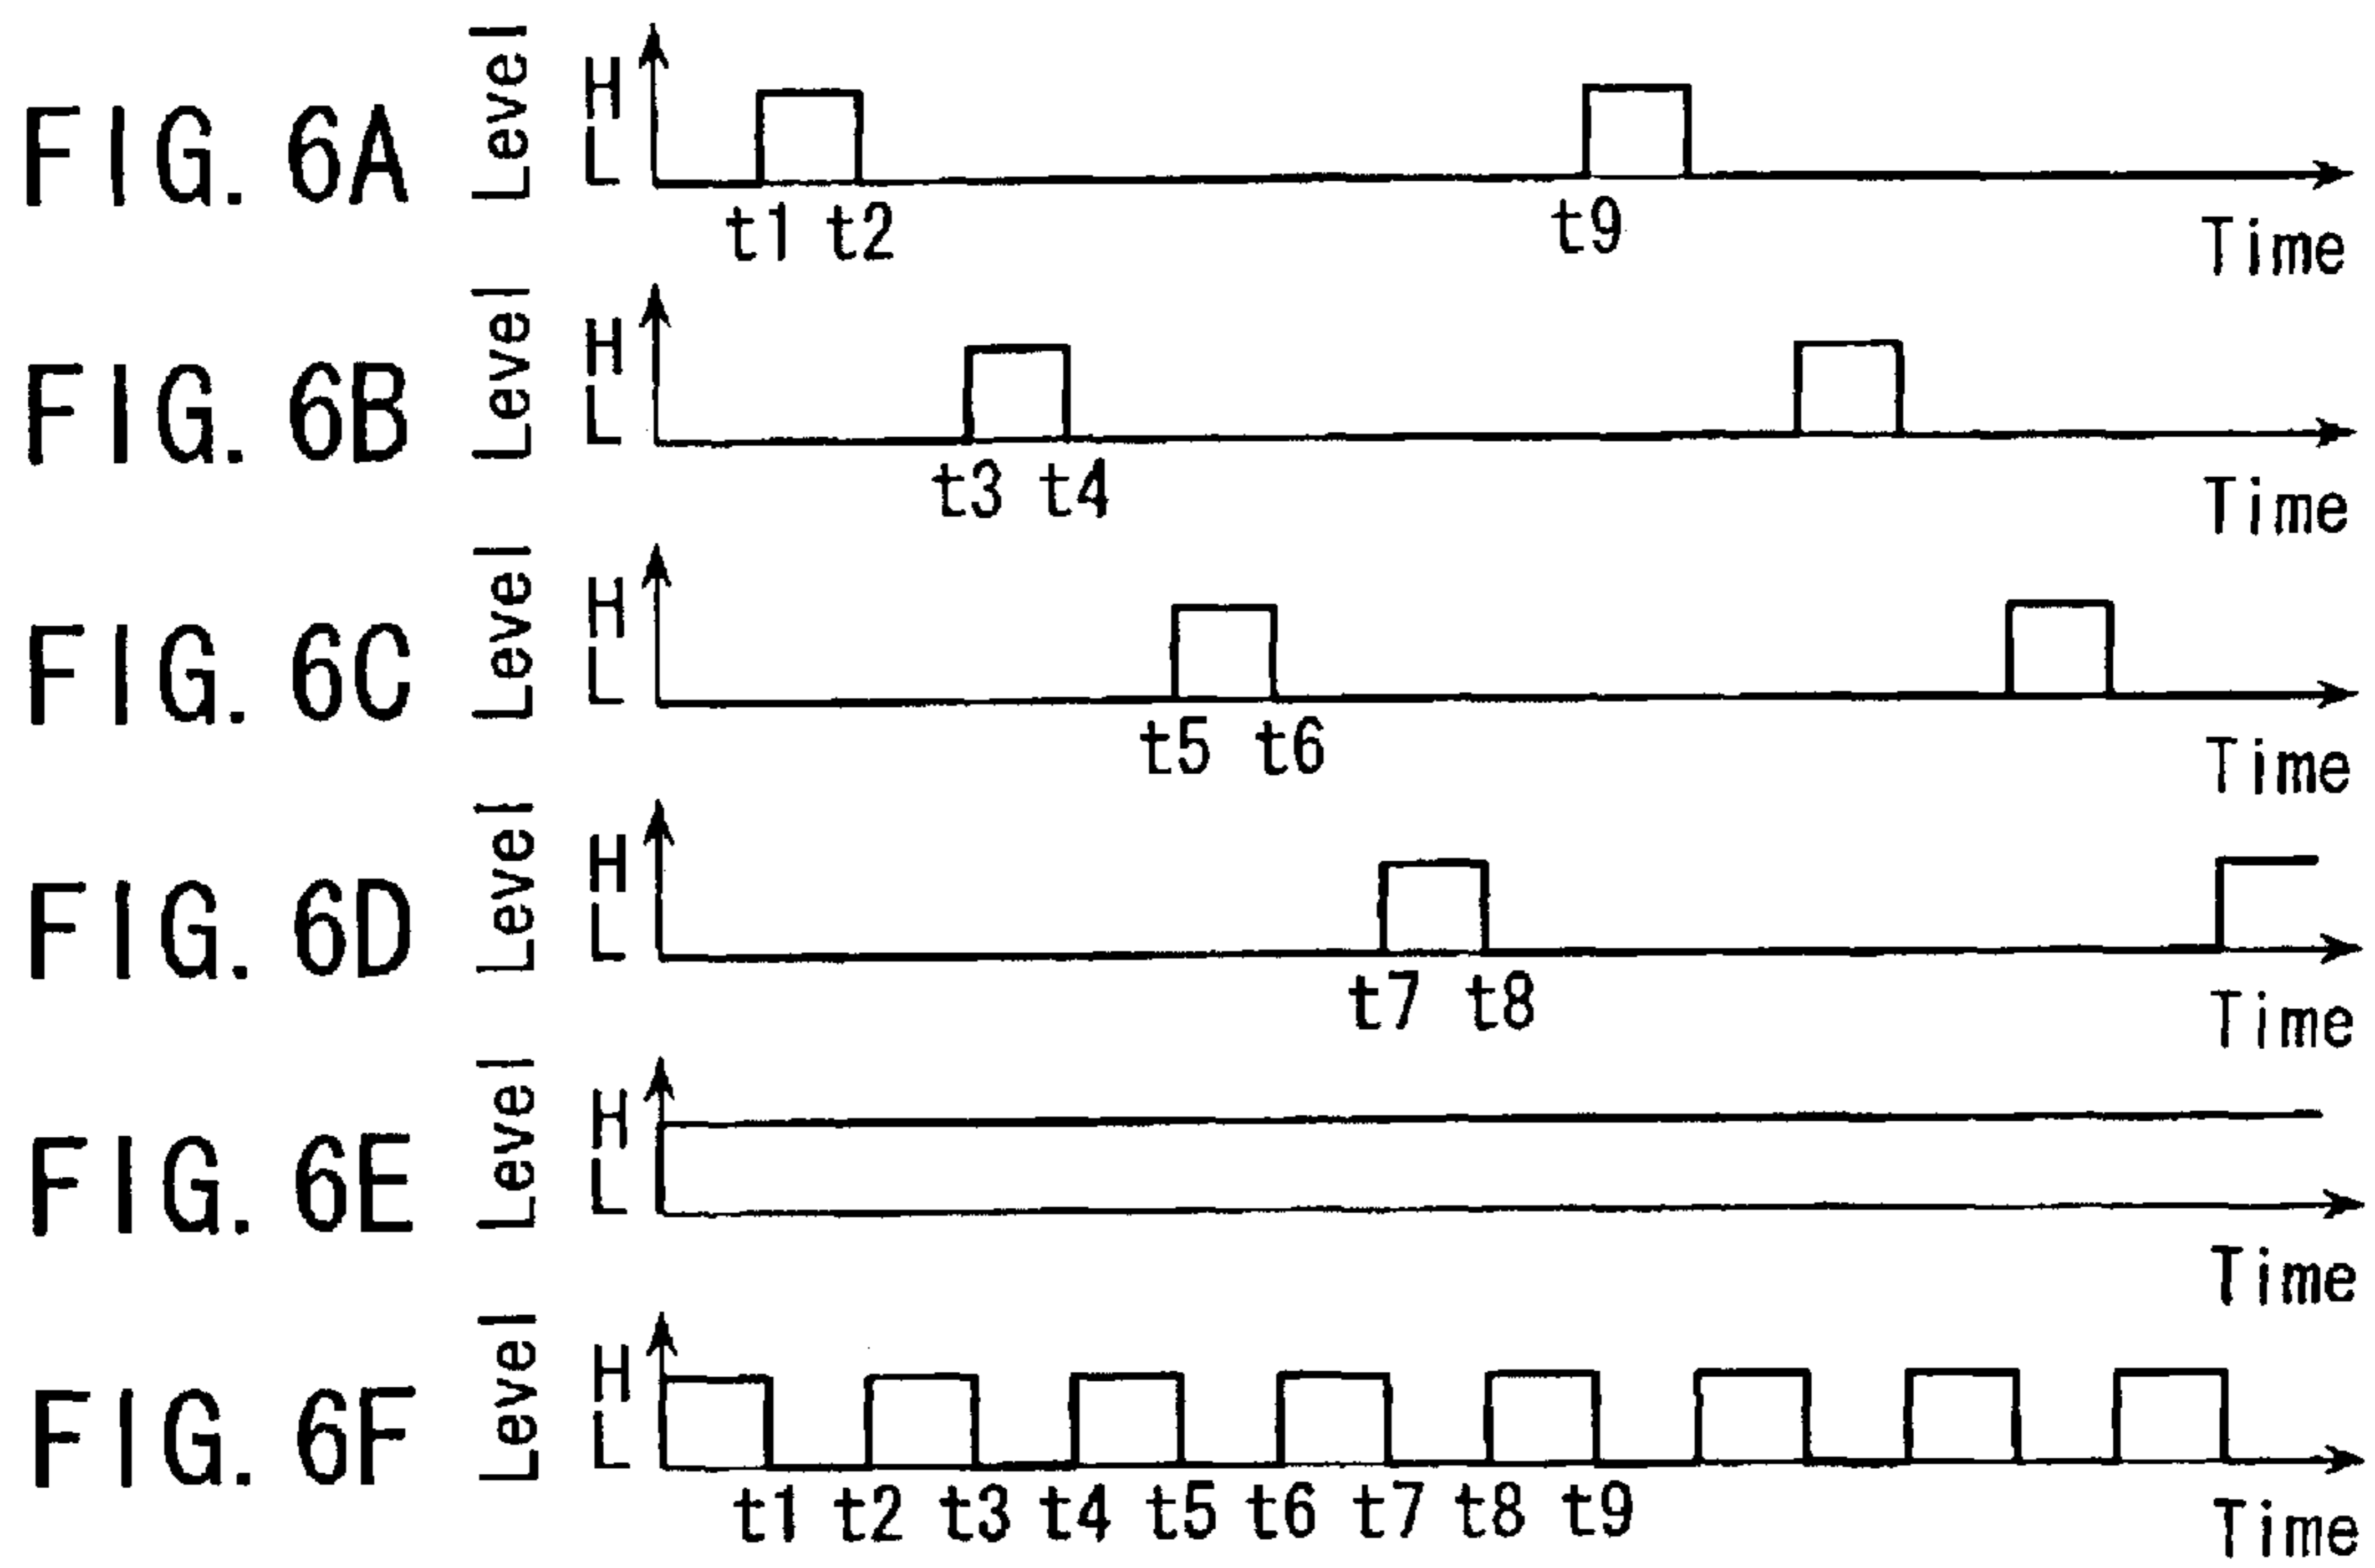 FIG. 6A Level H L t1 t2 t9 Time
FIG. 6B Level H L t3 t4 Time
FIG. 6C Level H L t5 t6 Time
FIG. 6D Level H L t7 t8 Time
FIG. 6E Level H L Time
FIG. 6F Level H L t1 t2 t3 t4 t5 t6 t7 t8 t9 Time